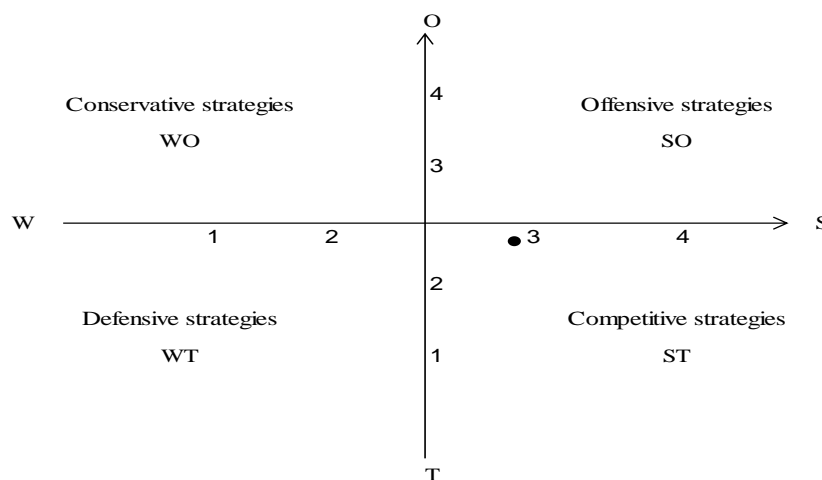 O
4
Conservative strategies
Offensive strategies
WO
SO
3
W
S
1
2
3
4
2
Defensive strategies
Competitive strategies
WT
1
ST
T